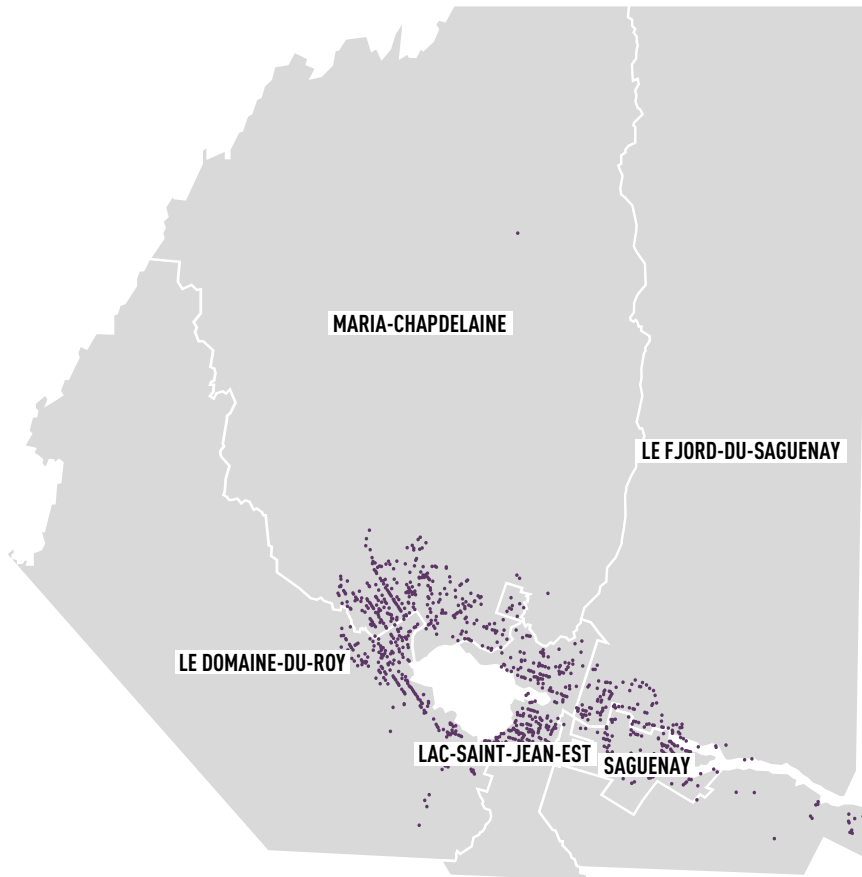 MARIA-CHAPDELAINE
LE FJORD-DU-SAGUENAY
LE DOMAINE-DU-ROY
LAC-SAINT-JEAN-EST
SAGUENAY